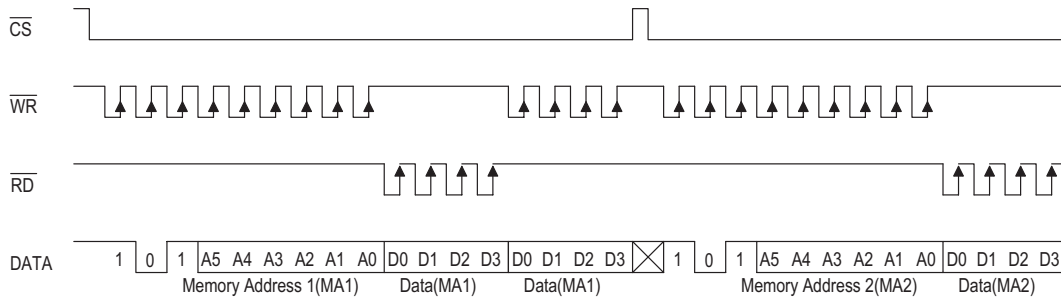 CS
WR
RD
DATA 1 0 1 A5 A4 A3 A2 A1 A0 D0 D1 D2 D3 D0 D1 D2 D3 1 0 1 A5 A4 A3 A2 A1 A0 D0 D1 D2 D3
Memory Address 1(MA1) Data(MA1) Data(MA1) Memory Address 2(MA2) Data(MA2)